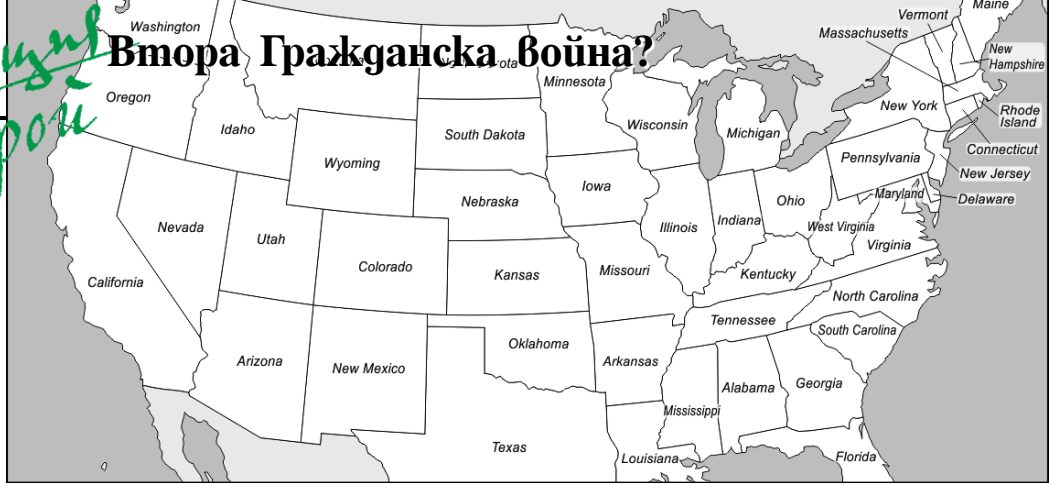 Втора Гражданска война?
Washington
Oregon
Idaho
Minnesota
South Dakota
Wyoming
Nebraska
Iowa
Wisconsin
Michigan
Illinois
Indiana
Ohio
Pennsylvania
New York
Vermont
Massachusetts
Maine
New
Hampshire
Rhode
Island
Connecticut
New Jersey
Delaware
Maryland
West Virginia
Virginia
Nevada
Utah
Colorado
Kansas
Missouri
Kentucky
California
North Carolina
South Carolina
Tennessee
Arizona
New Mexico
Oklahoma
Arkansas
Mississippi
Alabama
Georgia
Texas
Louisiana
Florida